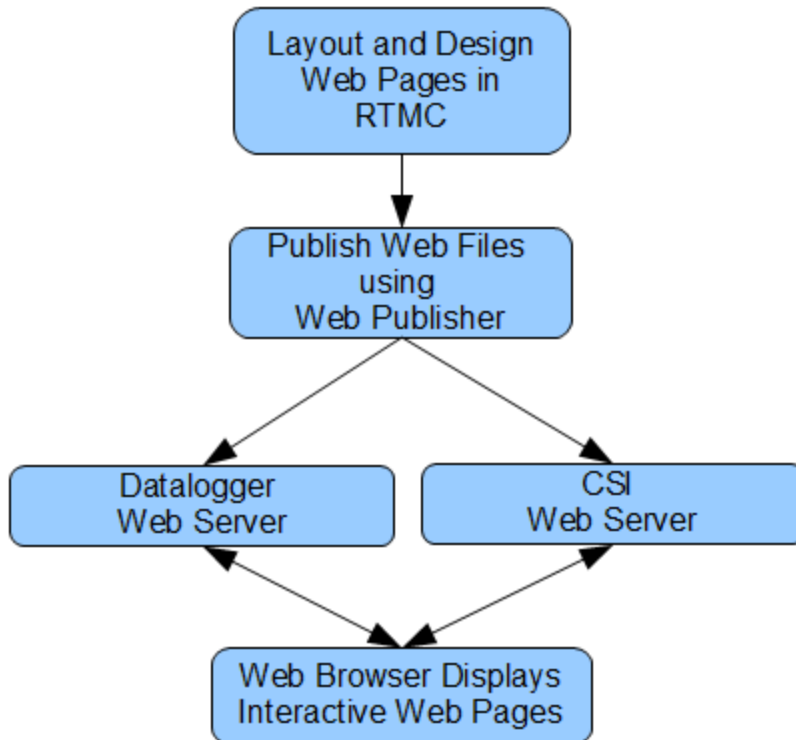 Layout and Design
Web Pages in
RTMC
Publish Web Files
using
Web Publisher
Datalogger
Web Server
CSI
Web Server
Web Browser Displays
Interactive Web Pages